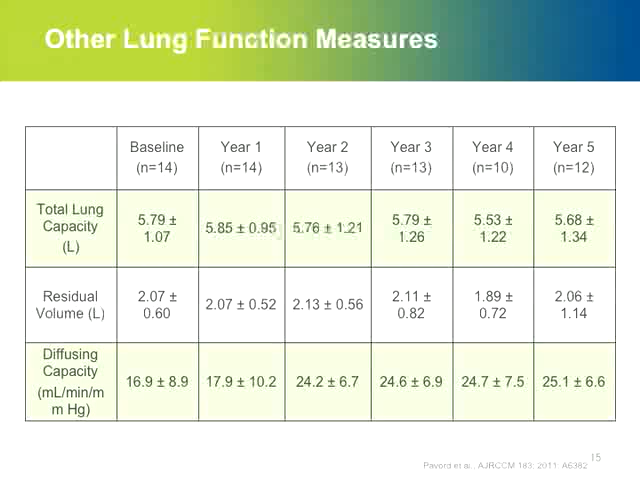 Other Lung Function Measures
Baseline (n=14) Year 1 (n=14) Year 2 (n=13) Year 3 (n=13) Year 4 (n=10) Year 5 (n=12)
Total Lung Capacity (L) 5.79 ± 1.07 5.85 ± 0.95 5.76 ± 1.21 5.79 ± 1.26 5.53 ± 1.22 5.68 ± 1.34
Residual Volume (L) 2.07 ± 0.60 2.07 ± 0.52 2.13 ± 0.56 2.11 ± 0.82 1.89 ± 0.72 2.06 ± 1.14
Diffusing Capacity (mL/min/m m Hg) 16.9 ± 8.9 17.9 ± 10.2 24.2 ± 6.7 24.6 ± 6.9 24.7 ± 7.5 25.1 ± 6.6
15
Pavord et al., AJRCCM 183; 2011: A6382